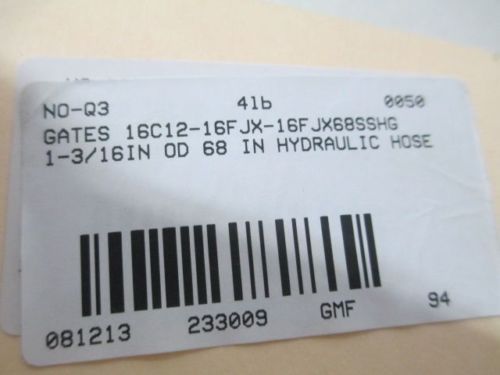 NO-Q3 4lb 0050
GATES 16C12-16FJX-16FJX68SSHG
1-3/16IN OD 68 IN HYDRAULIC HOSE
081213 233009 GMF 94